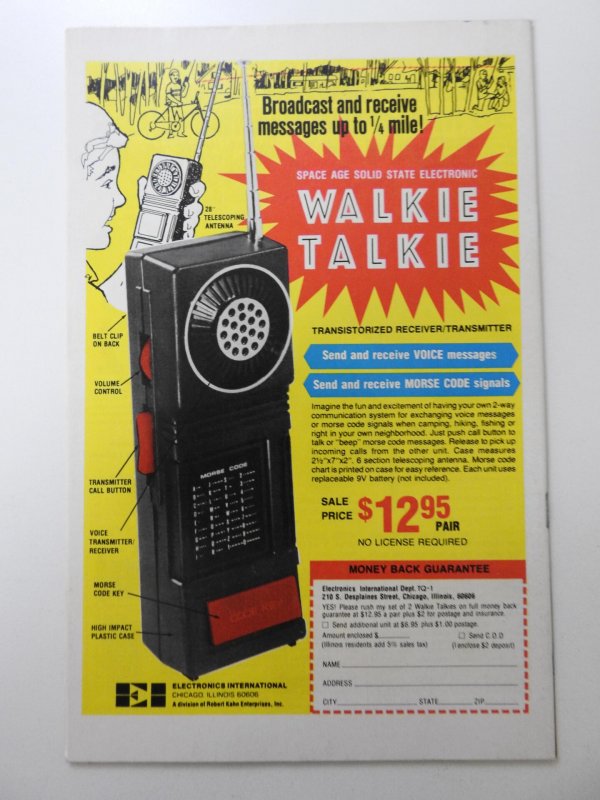 Broadcast and receive
messages up to 1/4 mile!
SPACE AGE SOLID STATE ELECTRONIC
WALKIE
TALKIE
28"
TELESCOPING
ANTENNA
TRANSISTORIZED RECEIVER/TRANSMITTER
Send and receive VOICE messages
Send and receive MORSE CODE signals
Imagine the fun and excitement of having your own 2-way
communication system for exchanging voice messages
or morse code signals when camping, hiking, fishing or
right in your own neighborhood. Just push call button to
talk or "beep" morse code messages. Release to pick up
incoming calls from the other unit. Case measures
2½"x7"x2". 6 section telescoping antenna. Morse code
chart is printed on case for easy reference. Each unit uses
replaceable 9V battery (not included).
SALE
PRICE $12.95
PAIR
NO LICENSE REQUIRED
BELT CLIP
ON BACK
VOLUME
CONTROL
TRANSMITTER
CALL BUTTON
VOICE
TRANSMITTER/
RECEIVER
MORSE
CODE KEY
HIGH IMPACT
PLASTIC CASE
MORSE CODE
MONEY BACK GUARANTEE
Electronics International Dept. TQ-1
210 S. Desplaines Street, Chicago, Illinois, 60606
YES! Please rush my set of 2 Walkie Talkies on full money back
guarantee at $12.95 a pair plus $2 for postage and insurance.
Send additional unit at $6.95 plus $1.00 postage.
Amount enclosed $ Send C.O.D
(Illinois residents add 5% sales tax) (I enclose $2 deposit)
NAME
ADDRESS
CITY STATE ZIP
EI
ELECTRONICS INTERNATIONAL
CHICAGO, ILLINOIS 60606
A division of Robert Kahn Enterprises, Inc.